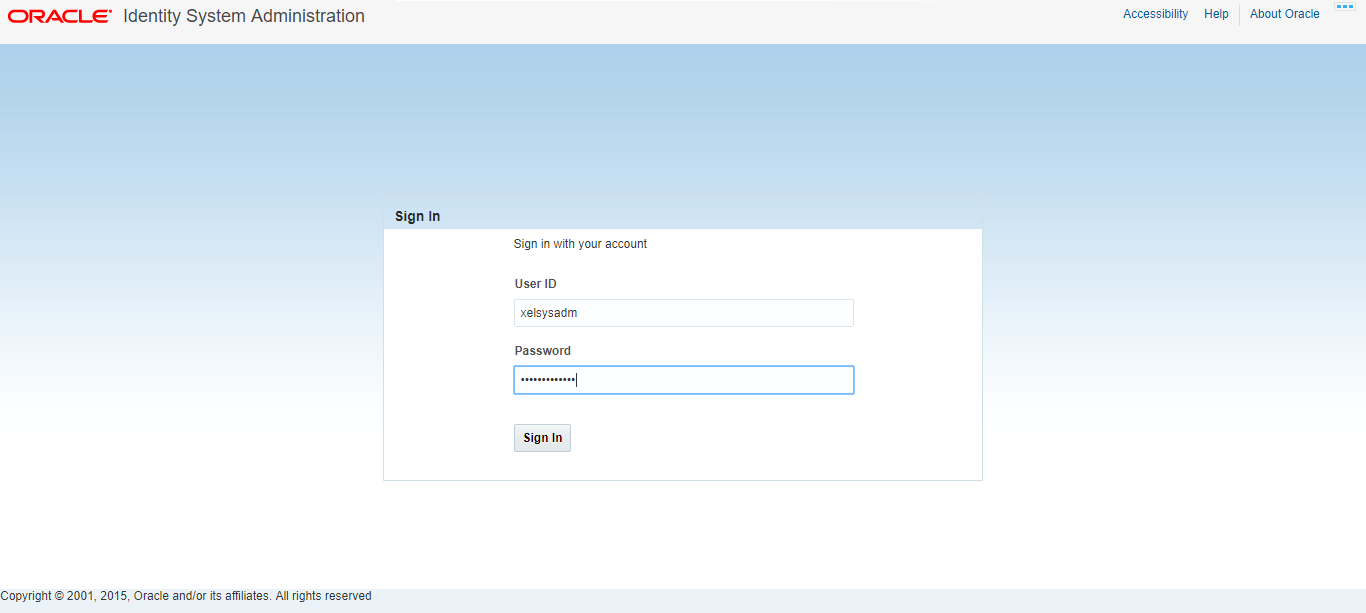 ORACLE Identity System Administration
Accessibility Help About Oracle
Sign In
Sign in with your account
User ID
xelsysadm
Password
•••••••••••••
Sign In
Copyright © 2001, 2015, Oracle and/or its affiliates. All rights reserved